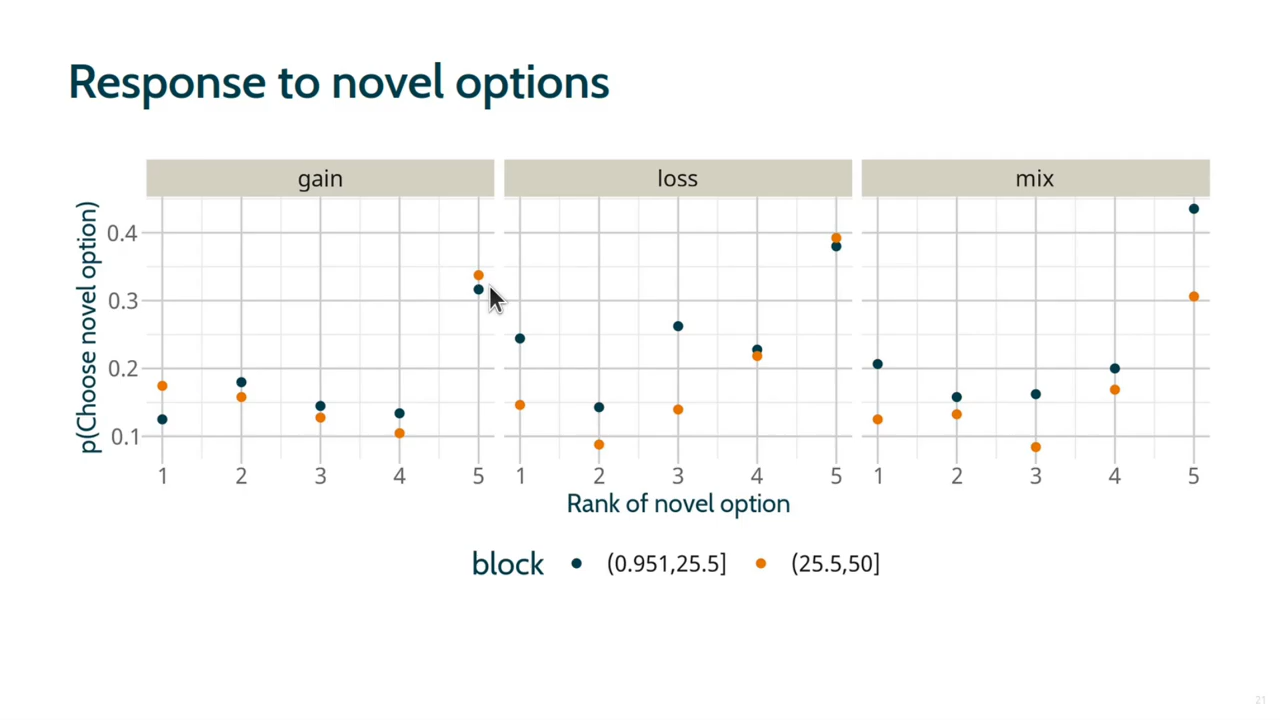 Response to novel options
gain loss mix
p(Choose novel option)
0.4
0.3
0.2
0.1
1 2 3 4 5 1 2 3 4 5 1 2 3 4 5
Rank of novel option
block (0.951,25.5] (25.5,50]
21